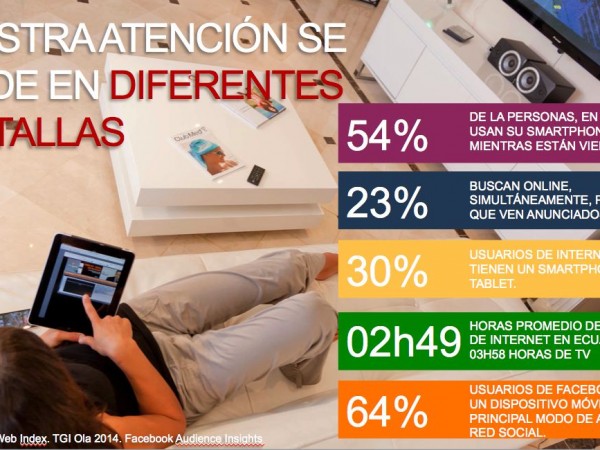 STRA ATENCIÓN SE
DE EN DIFERENTES
TALLAS
54%
DE LA PERSONAS, EN
USAN SU SMARTPHON
MIENTRAS ESTÁN VIE
23%
BUSCAN ONLINE,
SIMULTÁNEAMENTE, P
QUE VEN ANUNCIADO
30%
USUARIOS DE INTERN
TIENEN UN SMARTPHO
TABLET.
02h49
HORAS PROMEDIO DE
DE INTERNET EN ECU
03H58 HORAS DE TV
64%
USUARIOS DE FACEBO
UN DISPOSITIVO MÓVI
PRINCIPAL MODO DE A
RED SOCIAL.
Web Index. TGI Ola 2014. Facebook Audience Insights